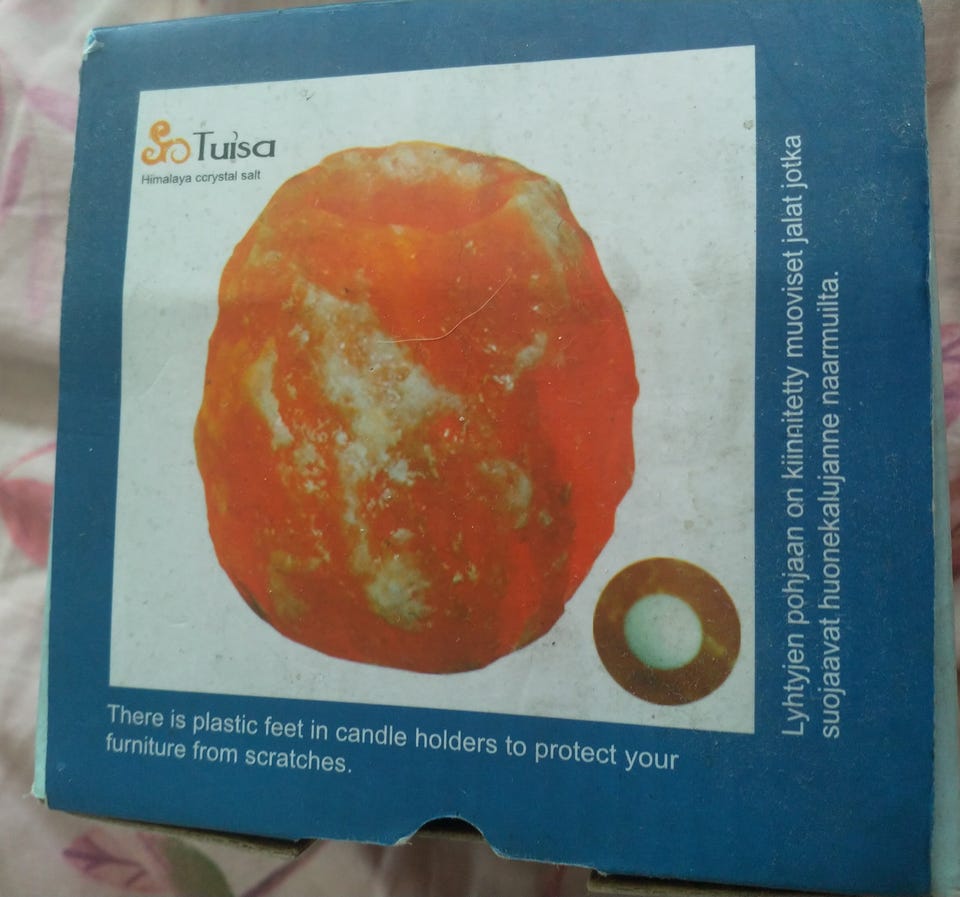 Tuisa
Himalaya ccrystal salt
There is plastic feet in candle holders to protect your
furniture from scratches.
Lyhtyjen pohjaan on kiinnitetty muoviset jalat jotka
suojaavat huonekalujanne naarmuilta.